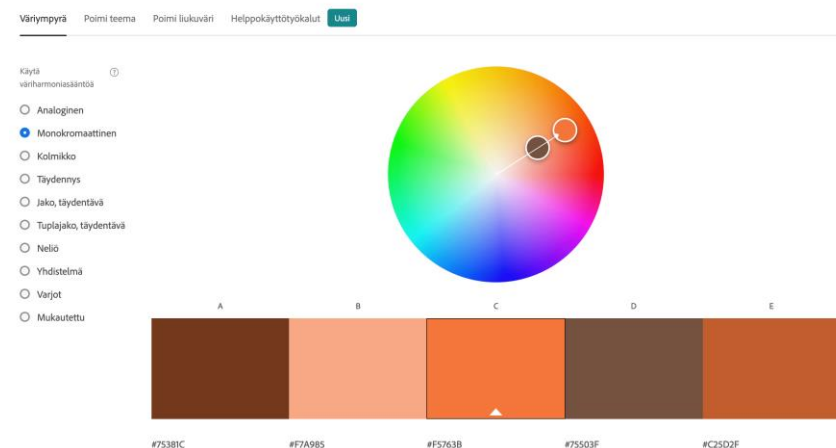 Väriympyrä Poimi teema Poimi liukuväri Helppokäyttötyökalut Uusi
Käytä
väriharmoniasääntöä
Analoginen
Monokromaattinen
Kolmikko
Täydennys
Jako, täydentävä
Tuplajako, täydentävä
Neliö
Yhdistelmä
Varjot
Mukautettu
A B C D E
#75381C #F7A985 #F5763B #75503F #C25D2F